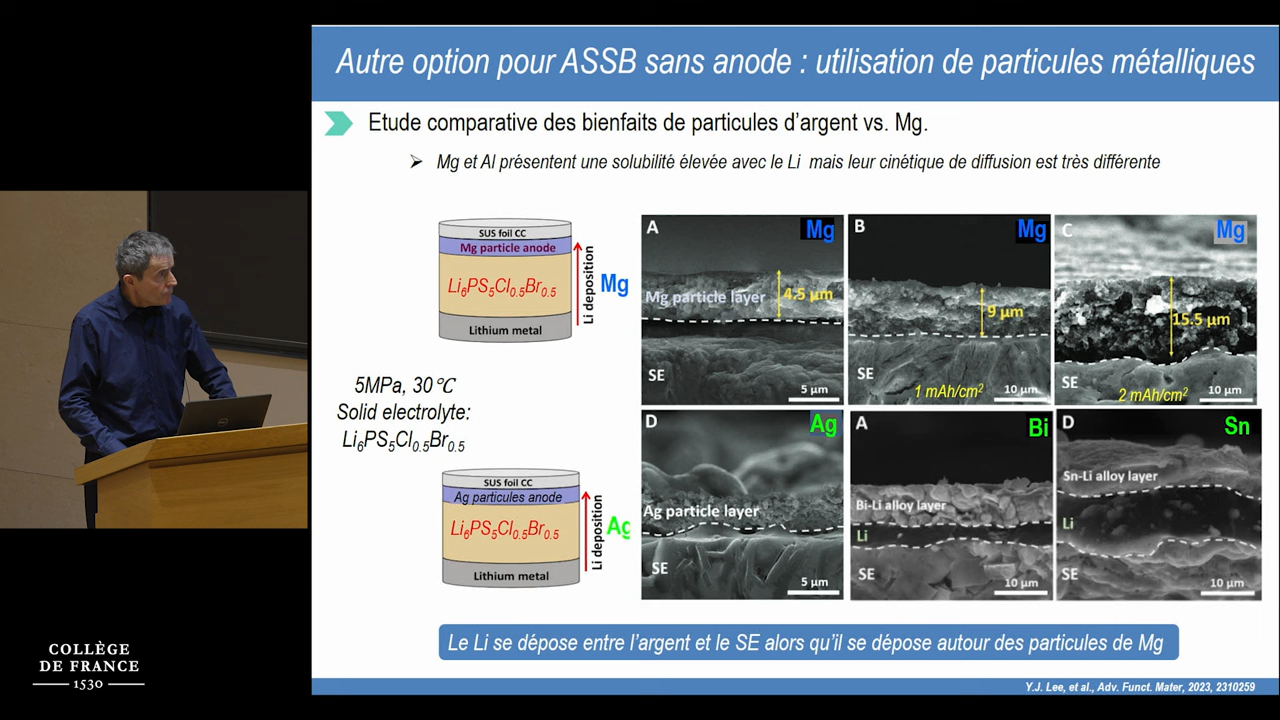 Autre option pour ASSB sans anode : utilisation de particules métalliques
Etude comparative des bienfaits de particules d'argent vs. Mg.
Mg et Al présentent une solubilité élevée avec le Li mais leur cinétique de diffusion est très différente
SUS foil CC
Mg particle anode
Li6PS5Cl0.5Br0.5
Lithium metal
Li deposition
Mg
5MPa, 30℃
Solid electrolyte:
Li6PS5Cl0.5Br0.5
SUS foil CC
Ag particules anode
Li6PS5Cl0.5Br0.5
Lithium metal
Li deposition
Ag
A
Mg
Mg particle layer
4.5 µm
SE
5 µm
B
Mg
9 µm
SE
1 mAh/cm2
10 µm
C
Mg
15.5 µm
SE
2 mAh/cm2
10 µm
D
Ag
Ag particle layer
SE
5 µm
A
Bi
Bi-Li alloy layer
Li
SE
10 µm
D
Sn
Sn-Li alloy layer
Li
SE
10 µm
Le Li se dépose entre l'argent et le SE alors qu'il se dépose autour des particules de Mg
Y.J. Lee, et al., Adv. Funct. Mater, 2023, 2310259
COLLÈGE
DE FRANCE
1530